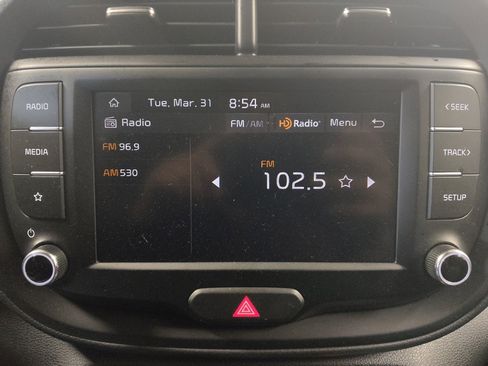 Tue, Mar. 31 8:54 AM
RADIO
Radio FM/AM HD Radio Menu
< SEEK
MEDIA
FM 96.9
TRACK >
AM 530
FM
102.5
SETUP